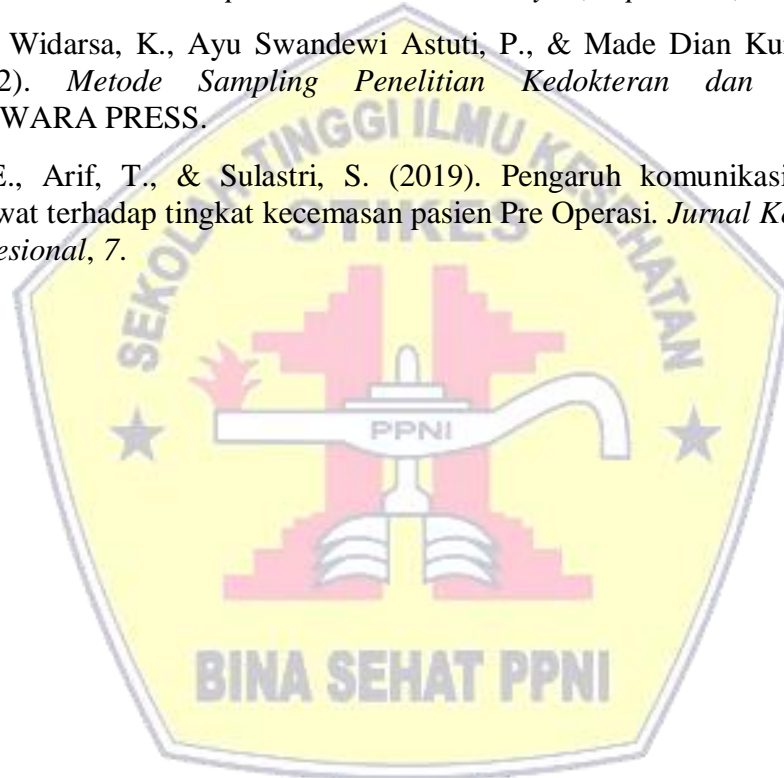 Widarsa, K., Ayu Swandewi Astuti, P., & Made Dian Kur
2). Metode Sampling Penelitian Kedokteran dan
WARA PRESS.
E., Arif, T., & Sulastri, S. (2019). Pengaruh komunikasi
wat terhadap tingkat kecemasan pasien Pre Operasi. Jurnal Ke
esional, 7.
SEKOLAH TINGGI ILMU KESEHATAN
STIKES
PPNI
BINA SEHAT PPNI